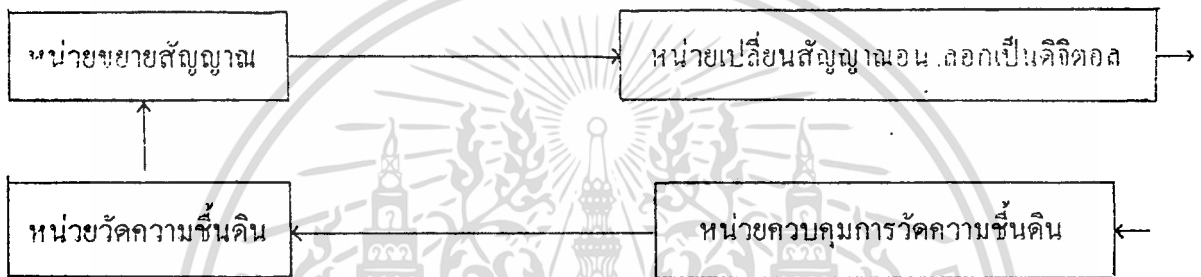 หน่วยขยายสัญญาณ
หน่วยเปลี่ยนสัญญาณอนาลอกเป็นดิจิตอล
หน่วยวัดความชื้นดิน
หน่วยควบคุมการวัดความชื้นดิน